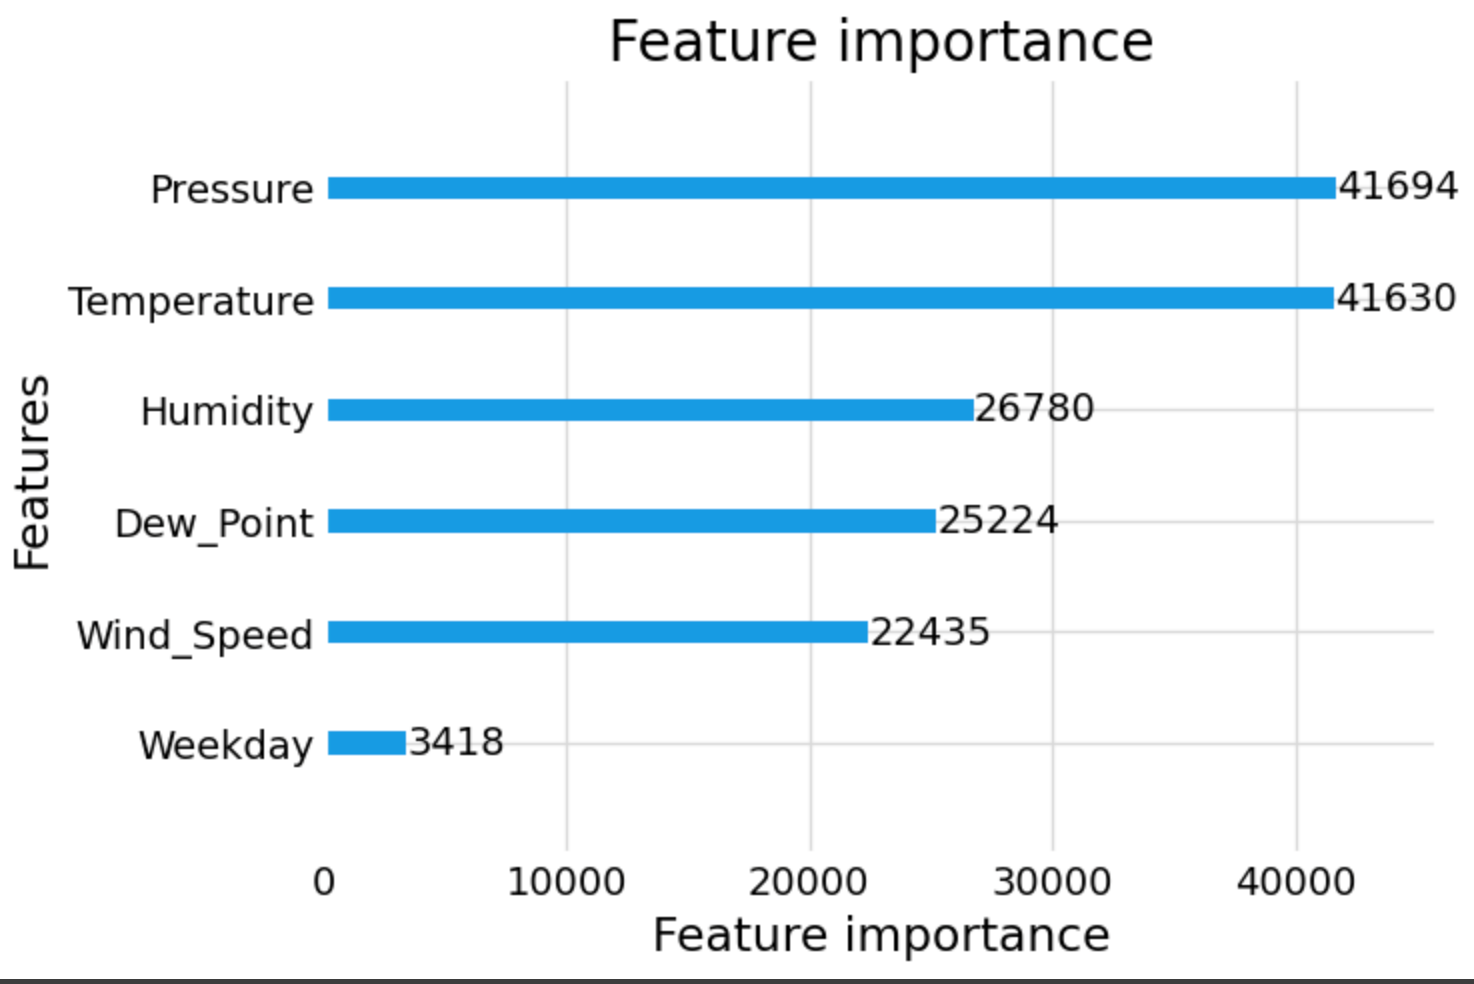 Feature importance
Pressure 41694
Temperature 41630
Humidity 26780
Dew_Point 25224
Wind_Speed 22435
Weekday 3418
Features
0 10000 20000 30000 40000
Feature importance